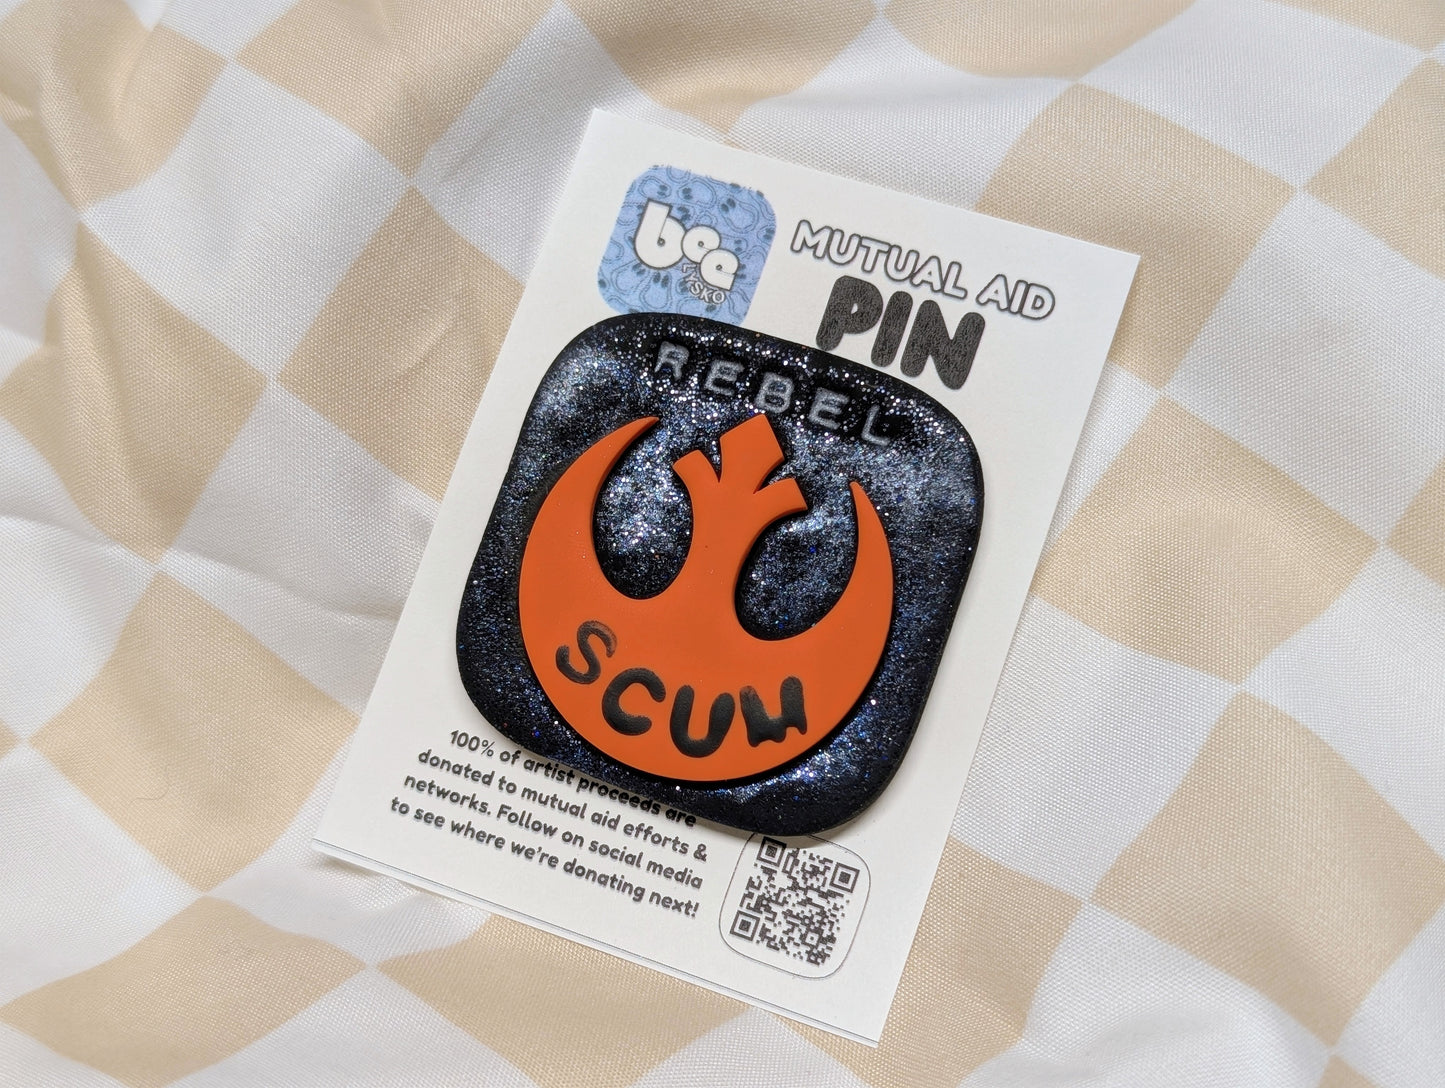 bee
rysko
MUTUAL AID
PIN
REBEL
SCUM
100% of artist proceeds are
donated to mutual aid efforts &
networks. Follow on social media
to see where we're donating next!